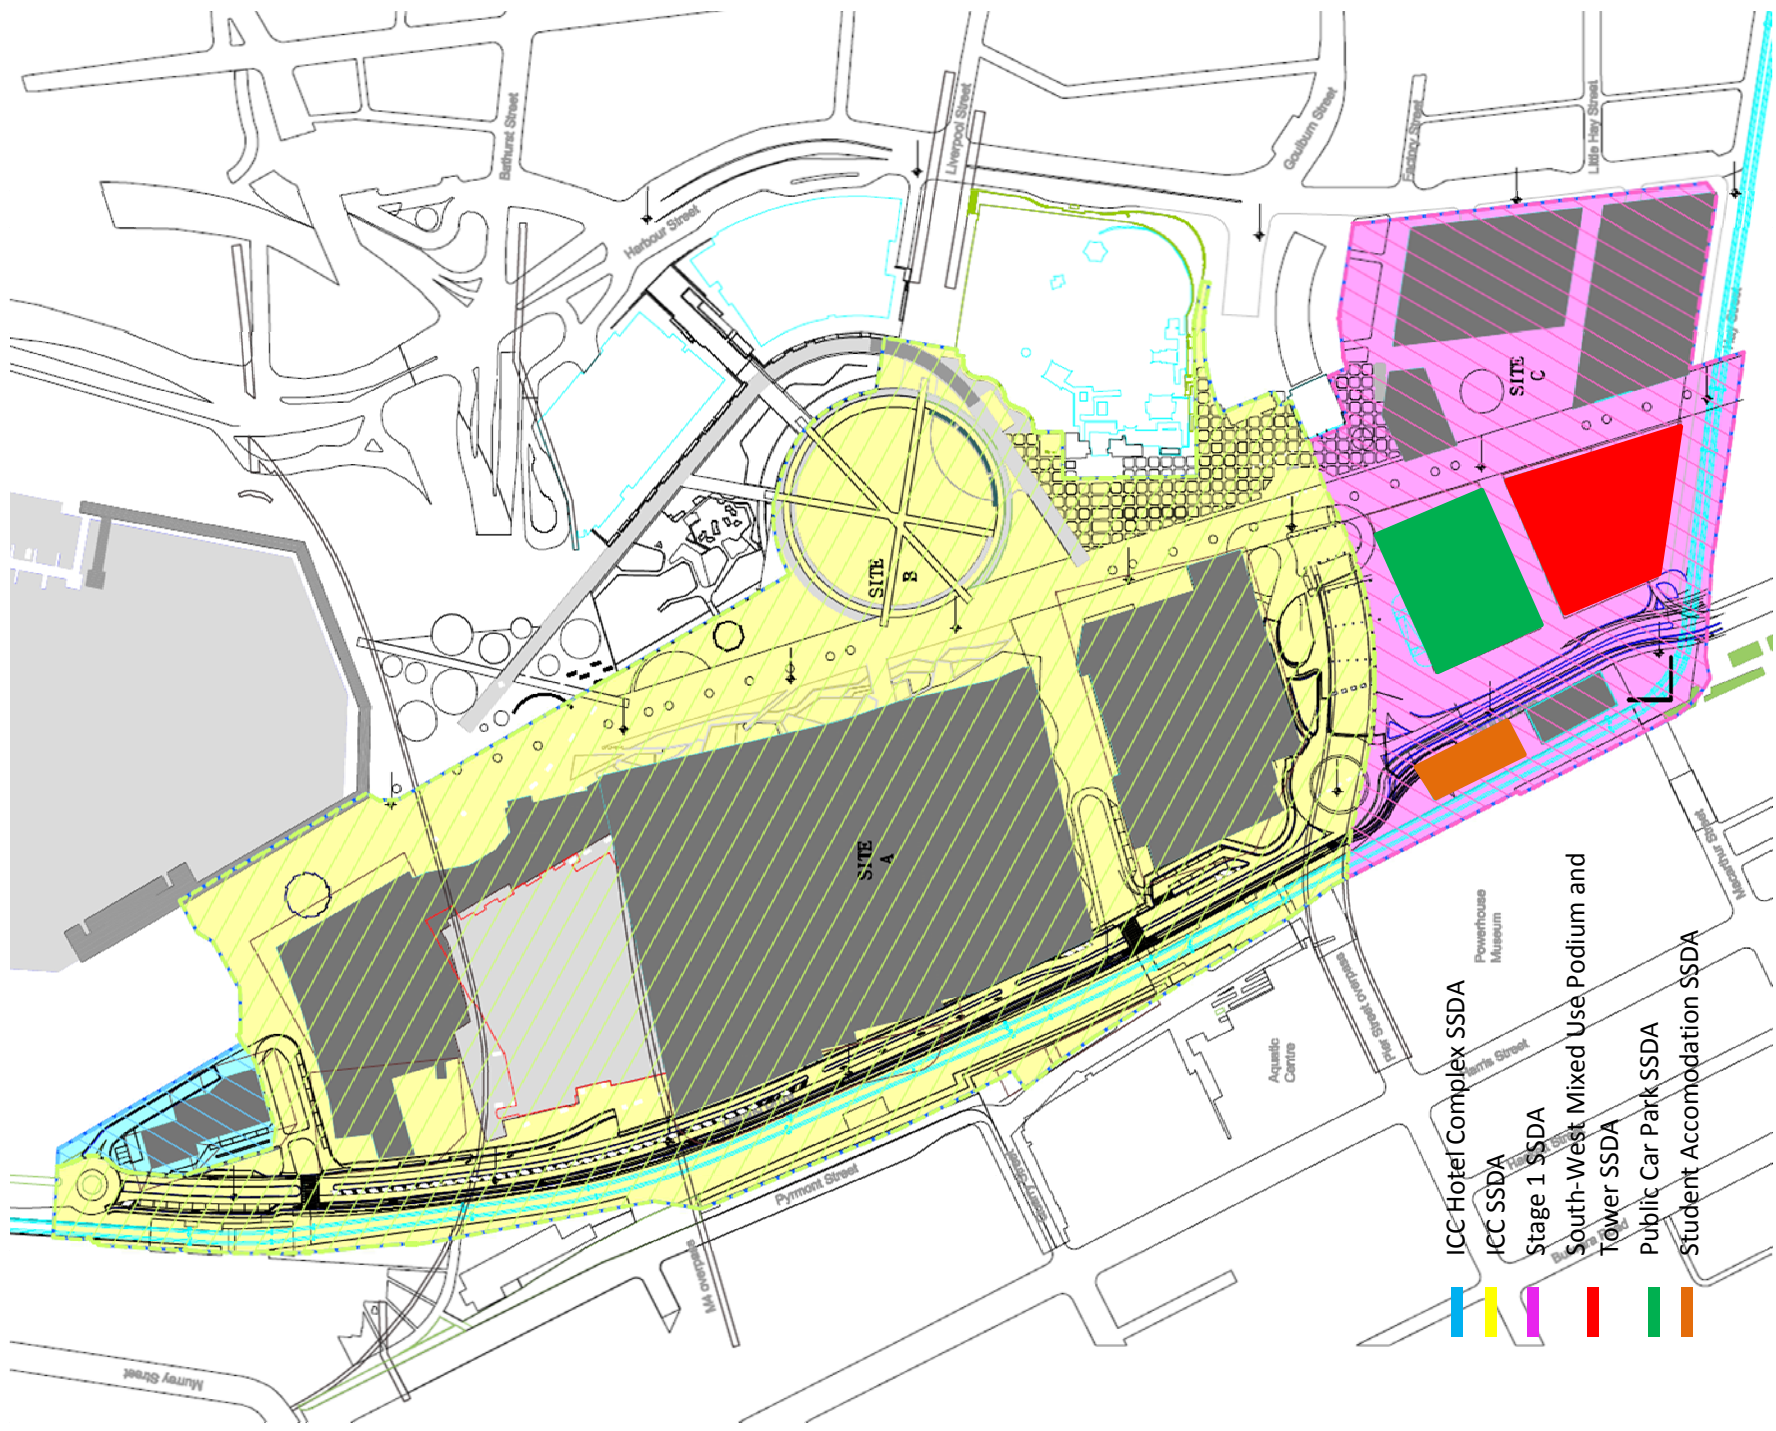 Bathurst Street
Liverpool Street
Goulburn Street
Factory Street
Little Hay Street
Harbour Street
Hay Street
SITE
C
SITE
B
SITE
A
Macarthur Street
Powerhouse
Museum
Pier Street overpass
Aquatic
Centre
Harris Street
Pyrmont Street
M4 overpass
Murray Street
ICC Hotel Complex SSDA
ICC SSDA
Stage 1 SSDA
South-West Mixed Use Podium and
Tower SSDA
Public Car Park SSDA
Student Accomodation SSDA